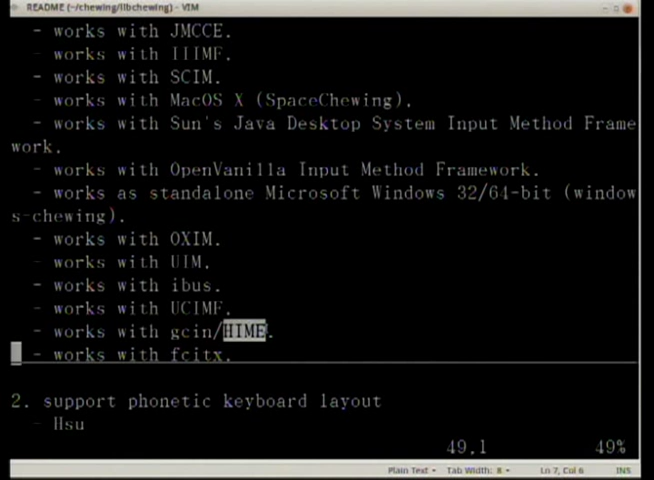 README (~/chewing/libchewing) - VIM
- works with JMCCE.
- works with IIIMF.
- works with SCIM.
- works with MacOS X (SpaceChewing).
- works with Sun's Java Desktop System Input Method Frame
work.
- works with OpenVanilla Input Method Framework.
- works as standalone Microsoft Windows 32/64-bit (window
s-chewing).
- works with OXIM.
- works with UIM.
- works with ibus.
- works with UCIMF.
- works with gcin/HIME.
- works with fcitx.
2. support phonetic keyboard layout
- Hsu
49,1 49%
Plain Text Tab Width: 8 Ln 7, Col 6 INS